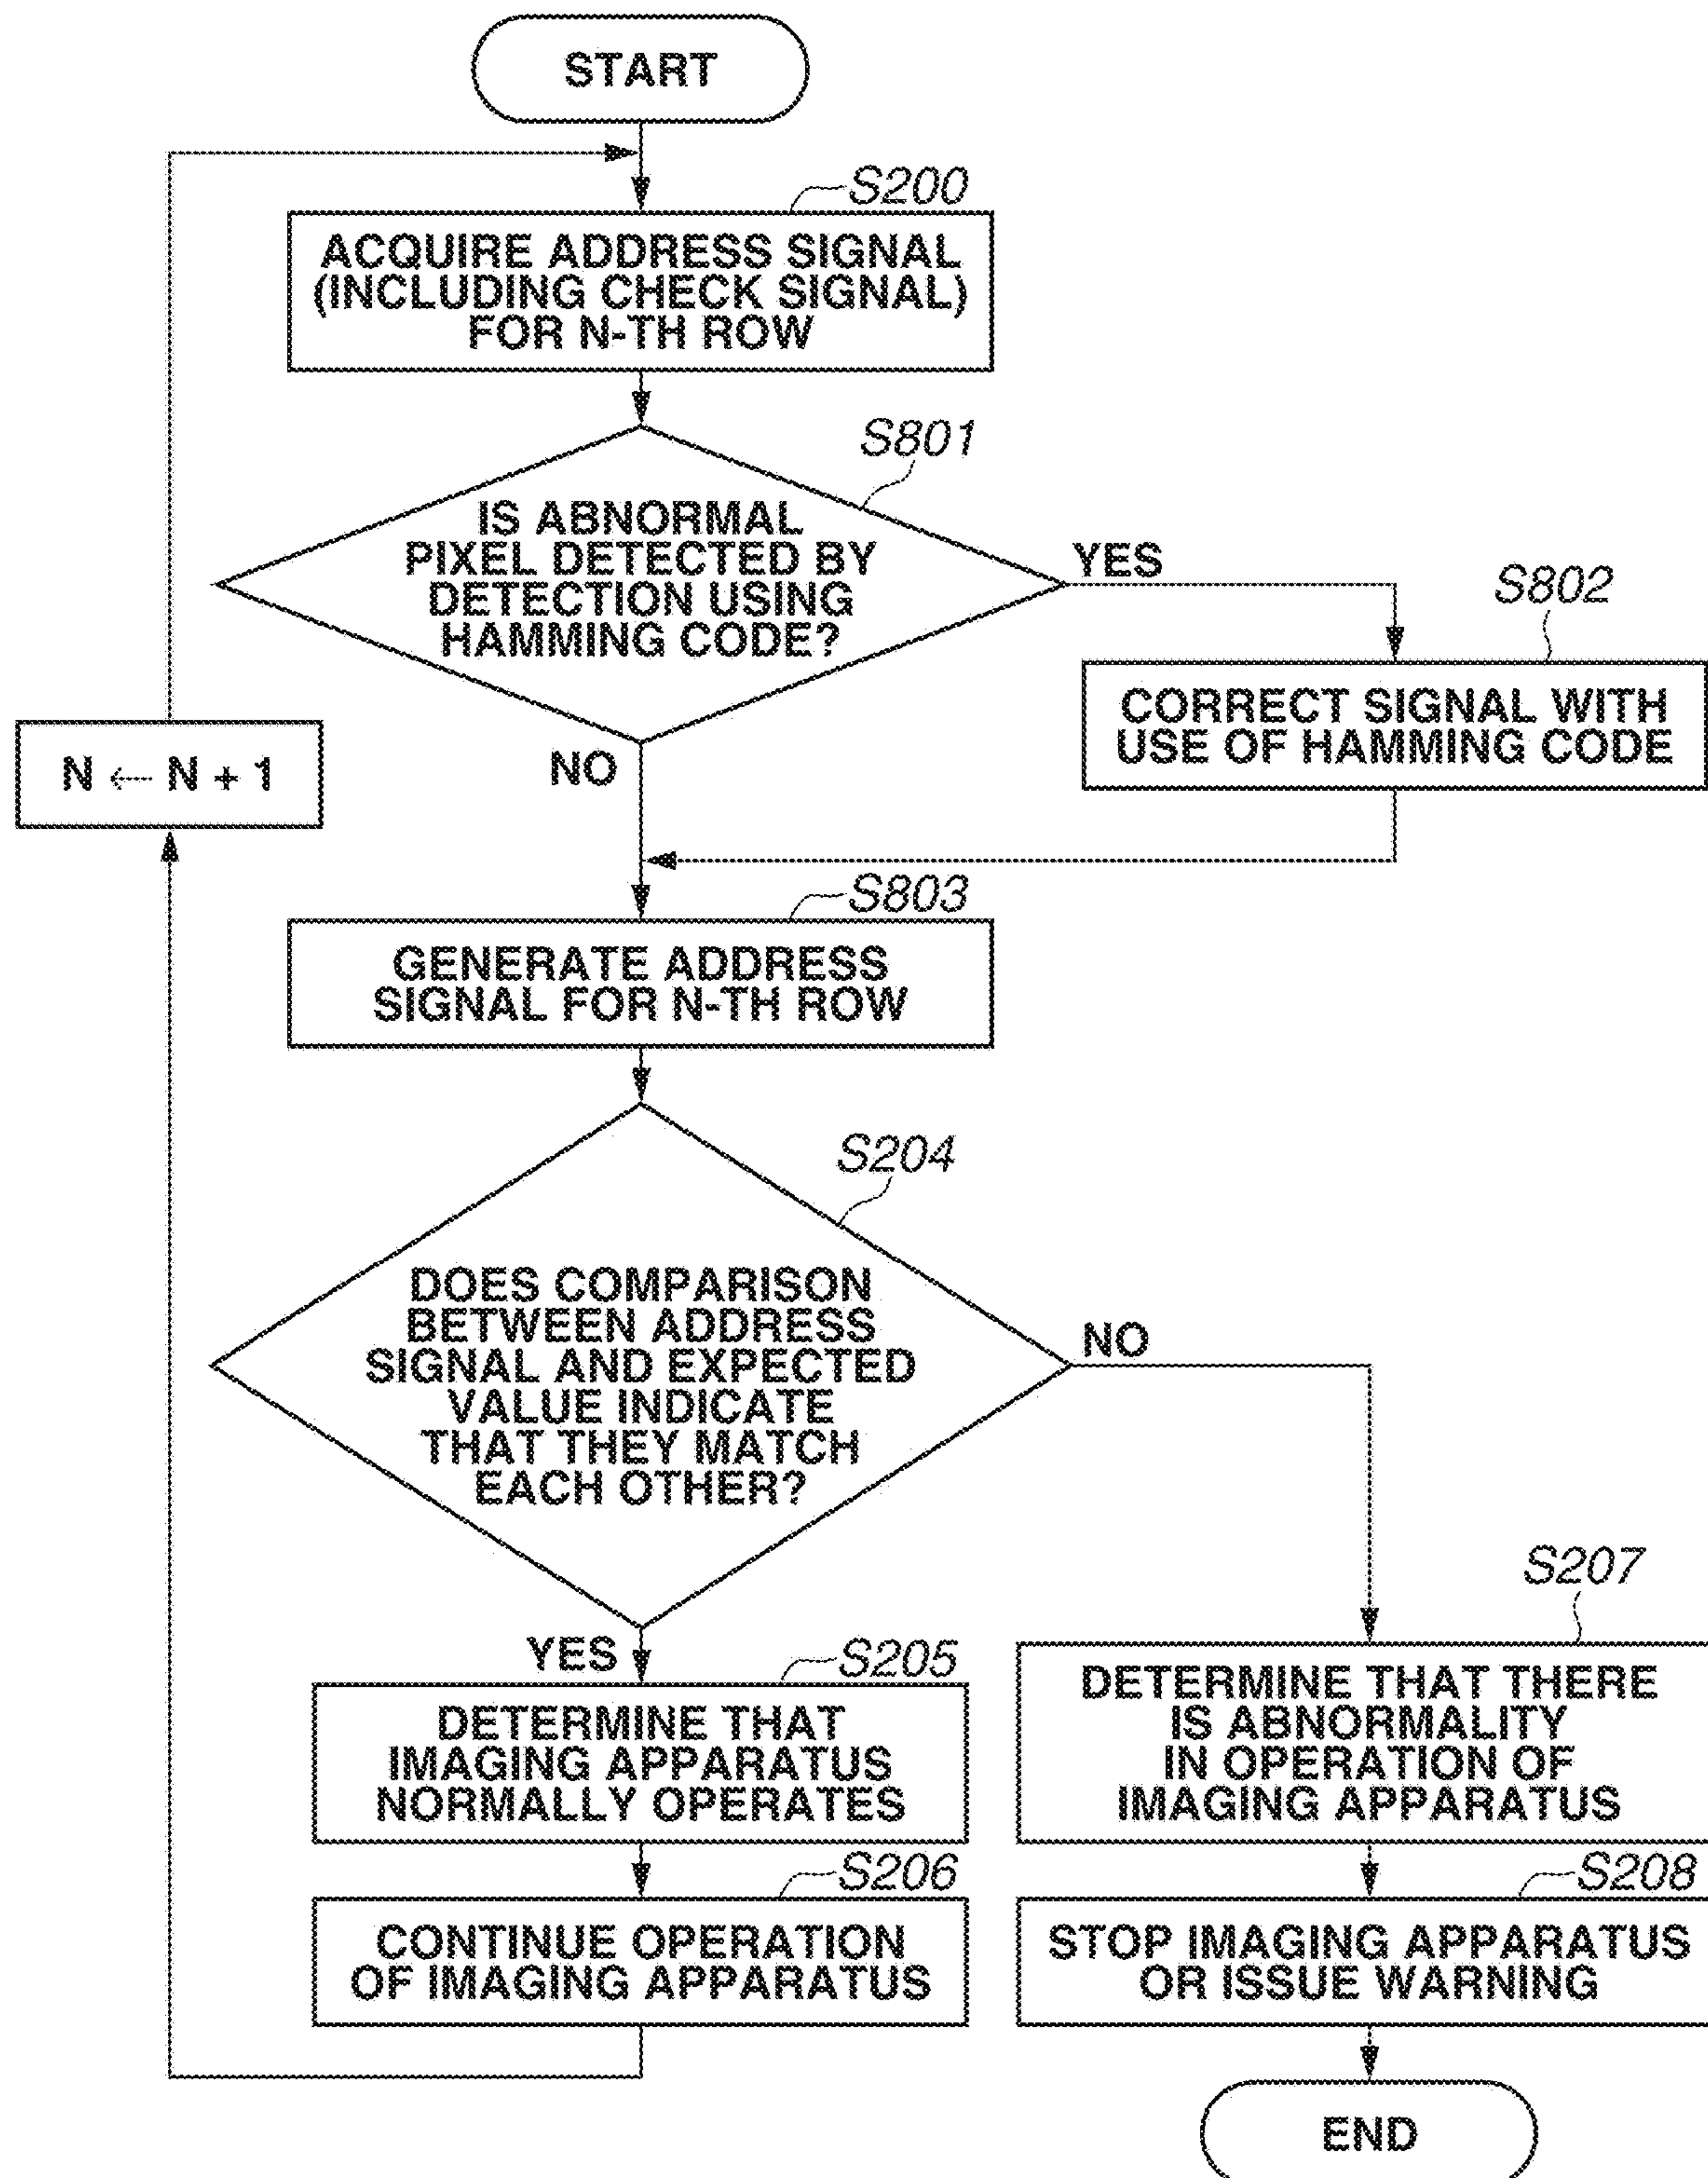 START
S200
ACQUIRE ADDRESS SIGNAL
(INCLUDING CHECK SIGNAL)
FOR N-TH ROW
S801
IS ABNORMAL
PIXEL DETECTED BY
DETECTION USING
HAMMING CODE?
YES
S802
CORRECT SIGNAL WITH
USE OF HAMMING CODE
NO
N ← N + 1
S803
GENERATE ADDRESS
SIGNAL FOR N-TH ROW
S204
DOES COMPARISON
BETWEEN ADDRESS
SIGNAL AND EXPECTED
VALUE INDICATE
THAT THEY MATCH
EACH OTHER?
NO
YES
S205
DETERMINE THAT
IMAGING APPARATUS
NORMALLY OPERATES
S207
DETERMINE THAT THERE
IS ABNORMALITY
IN OPERATION OF
IMAGING APPARATUS
S206
CONTINUE OPERATION
OF IMAGING APPARATUS
S208
STOP IMAGING APPARATUS
OR ISSUE WARNING
END